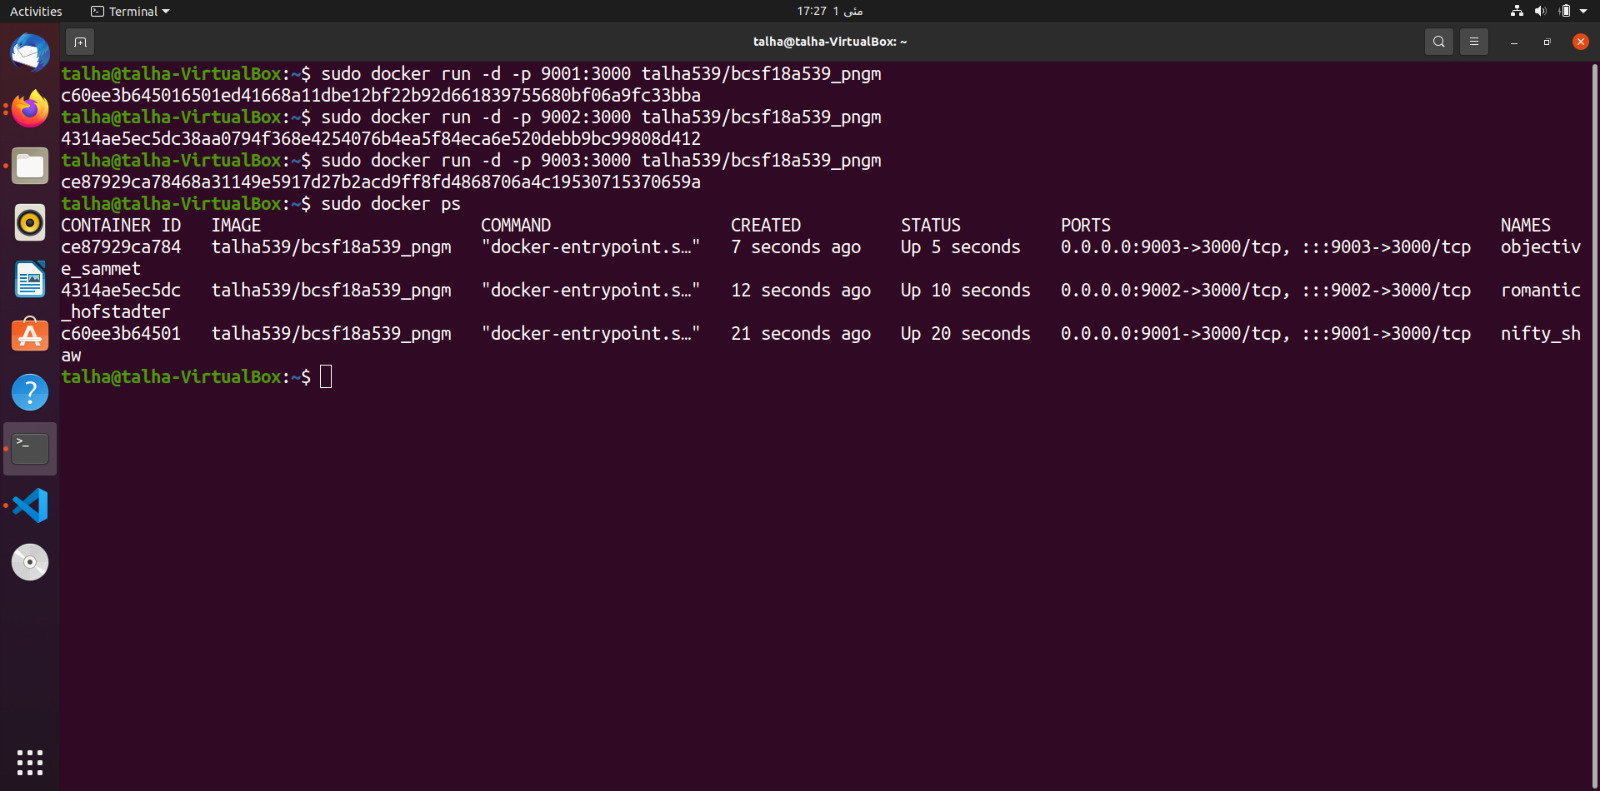 Activities Terminal 17:27 مئی 1
talha@talha-VirtualBox: ~
talha@talha-VirtualBox:~$ sudo docker run -d -p 9001:3000 talha539/bcsf18a539_pngm
c60ee3b645016501ed41668a11dbe12bf22b92d661839755680bf06a9fc33bba
talha@talha-VirtualBox:~$ sudo docker run -d -p 9002:3000 talha539/bcsf18a539_pngm
4314ae5ec5dc38aa0794f368e4254076b4ea5f84eca6e520debb9bc99808d412
talha@talha-VirtualBox:~$ sudo docker run -d -p 9003:3000 talha539/bcsf18a539_pngm
ce87929ca78468a31149e5917d27b2acd9ff8fd4868706a4c19530715370659a
talha@talha-VirtualBox:~$ sudo docker ps
CONTAINER ID   IMAGE                      COMMAND                  CREATED          STATUS          PORTS                                       NAMES
ce87929ca784   talha539/bcsf18a539_pngm   "docker-entrypoint.s…"   7 seconds ago    Up 5 seconds    0.0.0.0:9003->3000/tcp, :::9003->3000/tcp   objectiv
e_sammet
4314ae5ec5dc   talha539/bcsf18a539_pngm   "docker-entrypoint.s…"   12 seconds ago   Up 10 seconds   0.0.0.0:9002->3000/tcp, :::9002->3000/tcp   romantic
_hofstadter
c60ee3b64501   talha539/bcsf18a539_pngm   "docker-entrypoint.s…"   21 seconds ago   Up 20 seconds   0.0.0.0:9001->3000/tcp, :::9001->3000/tcp   nifty_sh
aw
talha@talha-VirtualBox:~$